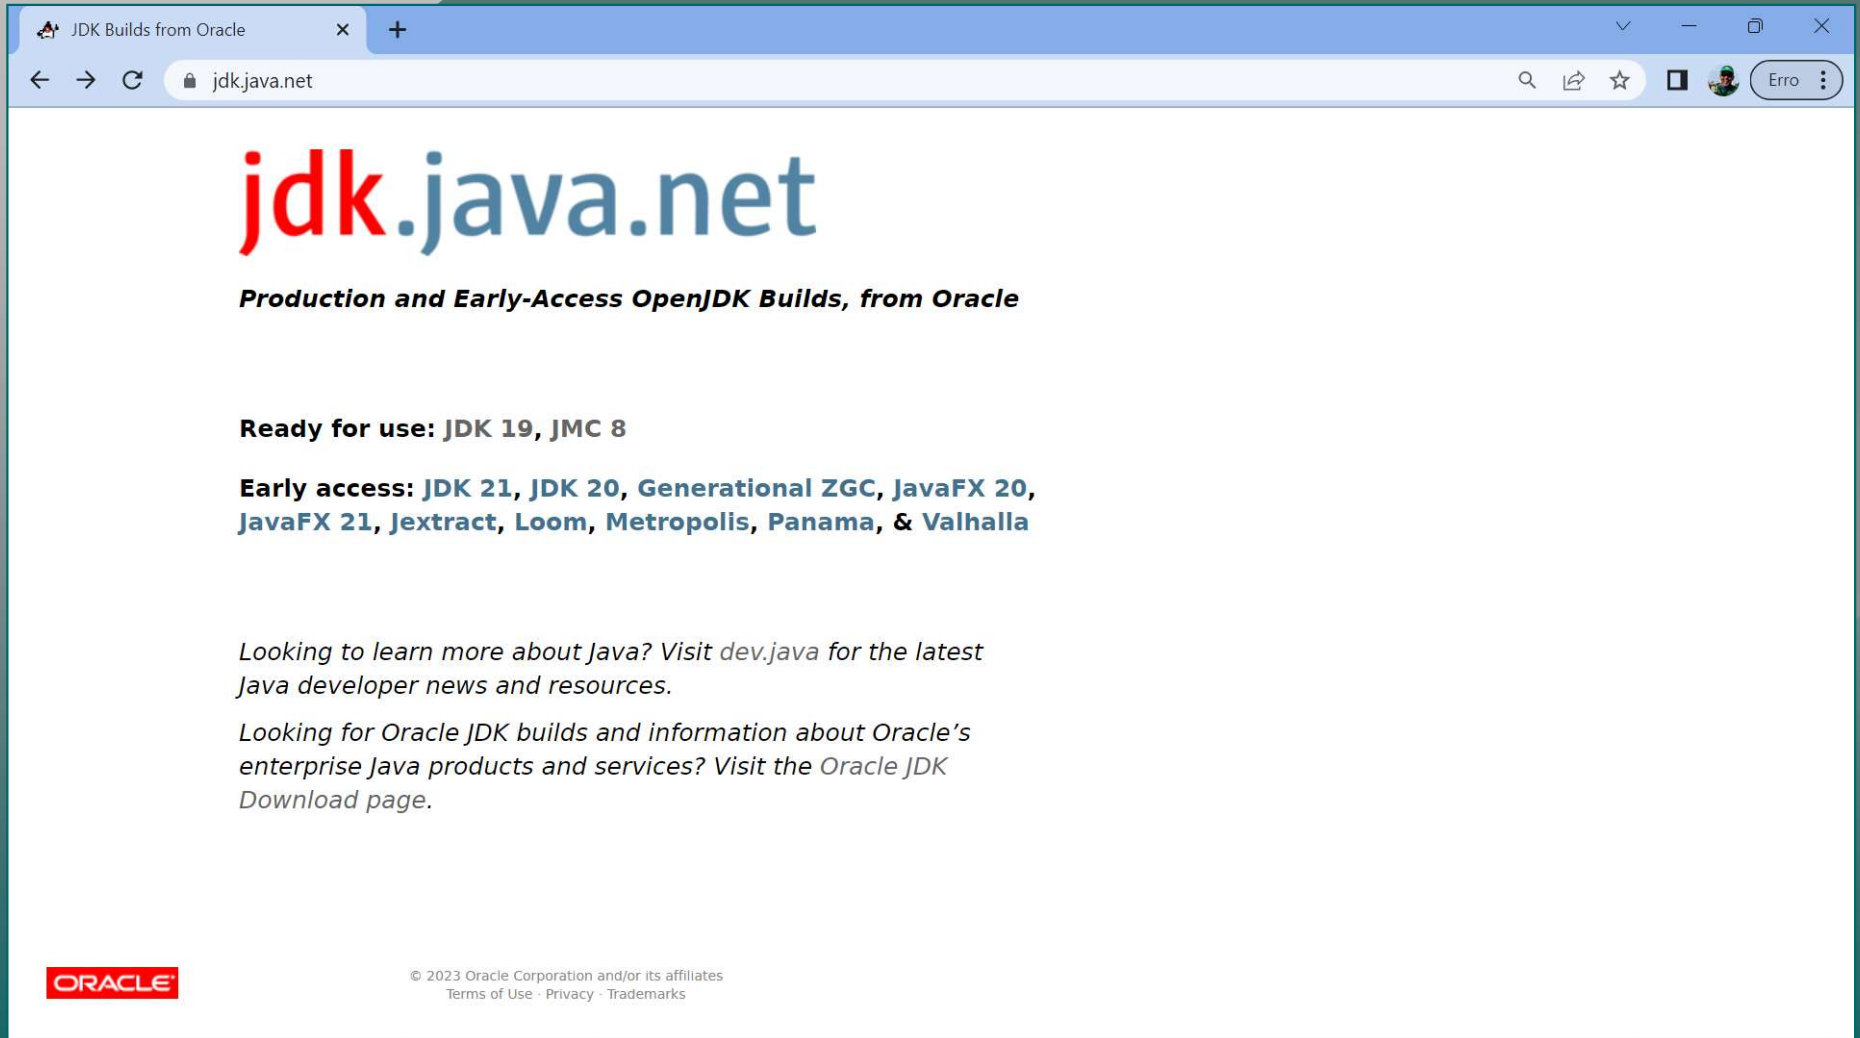 JDK Builds from Oracle
jdk.java.net
Erro
jdk.java.net
Production and Early-Access OpenJDK Builds, from Oracle
Ready for use: JDK 19, JMC 8
Early access: JDK 21, JDK 20, Generational ZGC, JavaFX 20,
JavaFX 21, Jextract, Loom, Metropolis, Panama, & Valhalla
Looking to learn more about Java? Visit dev.java for the latest
Java developer news and resources.
Looking for Oracle JDK builds and information about Oracle’s
enterprise Java products and services? Visit the Oracle JDK
Download page.
ORACLE
© 2023 Oracle Corporation and/or its affiliates
Terms of Use · Privacy · Trademarks